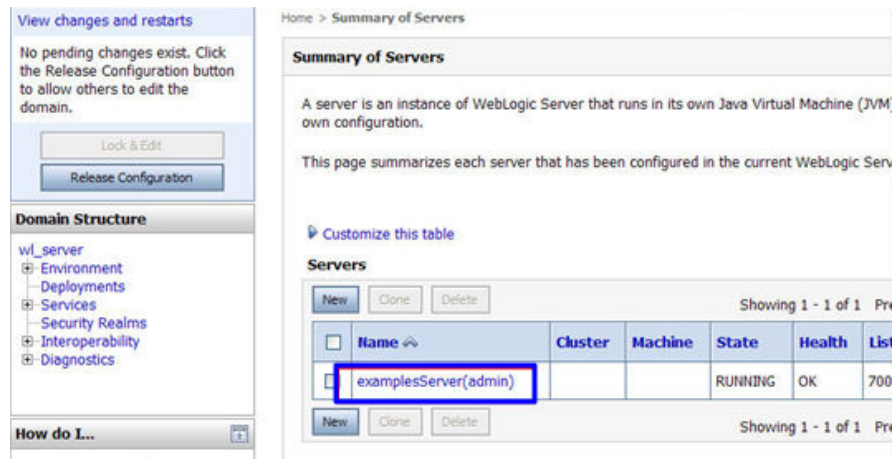 View changes and restarts
No pending changes exist. Click
the Release Configuration button
to allow others to edit the
domain.
Lock & Edit
Release Configuration
Domain Structure
wl_server
Environment
Deployments
Services
Security Realms
Interoperability
Diagnostics
How do I...
Home > Summary of Servers
Summary of Servers
A server is an instance of WebLogic Server that runs in its own Java Virtual Machine (JVM)
own configuration.
This page summarizes each server that has been configured in the current WebLogic Serv
Customize this table
Servers
New Clone Delete Showing 1 - 1 of 1 Pre
Name Cluster Machine State Health List
examplesServer(admin) RUNNING OK 700
New Clone Delete Showing 1 - 1 of 1 Pre